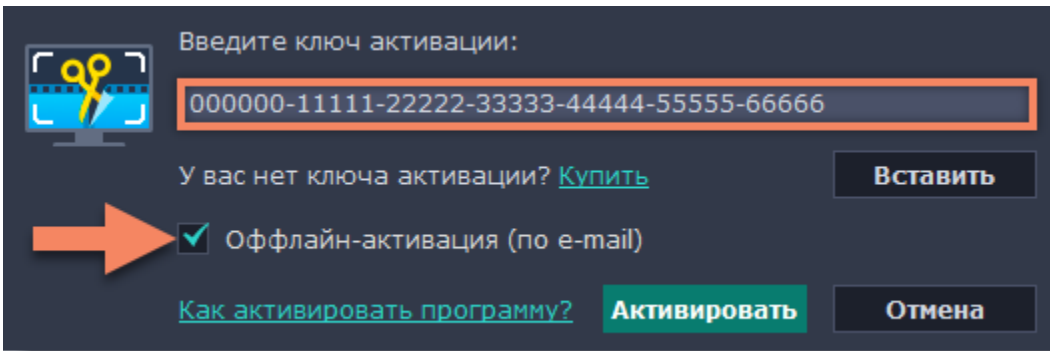 Введите ключ активации:
000000-11111-22222-33333-44444-55555-66666
У вас нет ключа активации? Купить Вставить
Оффлайн-активация (по e-mail)
Как активировать программу? Активировать Отмена